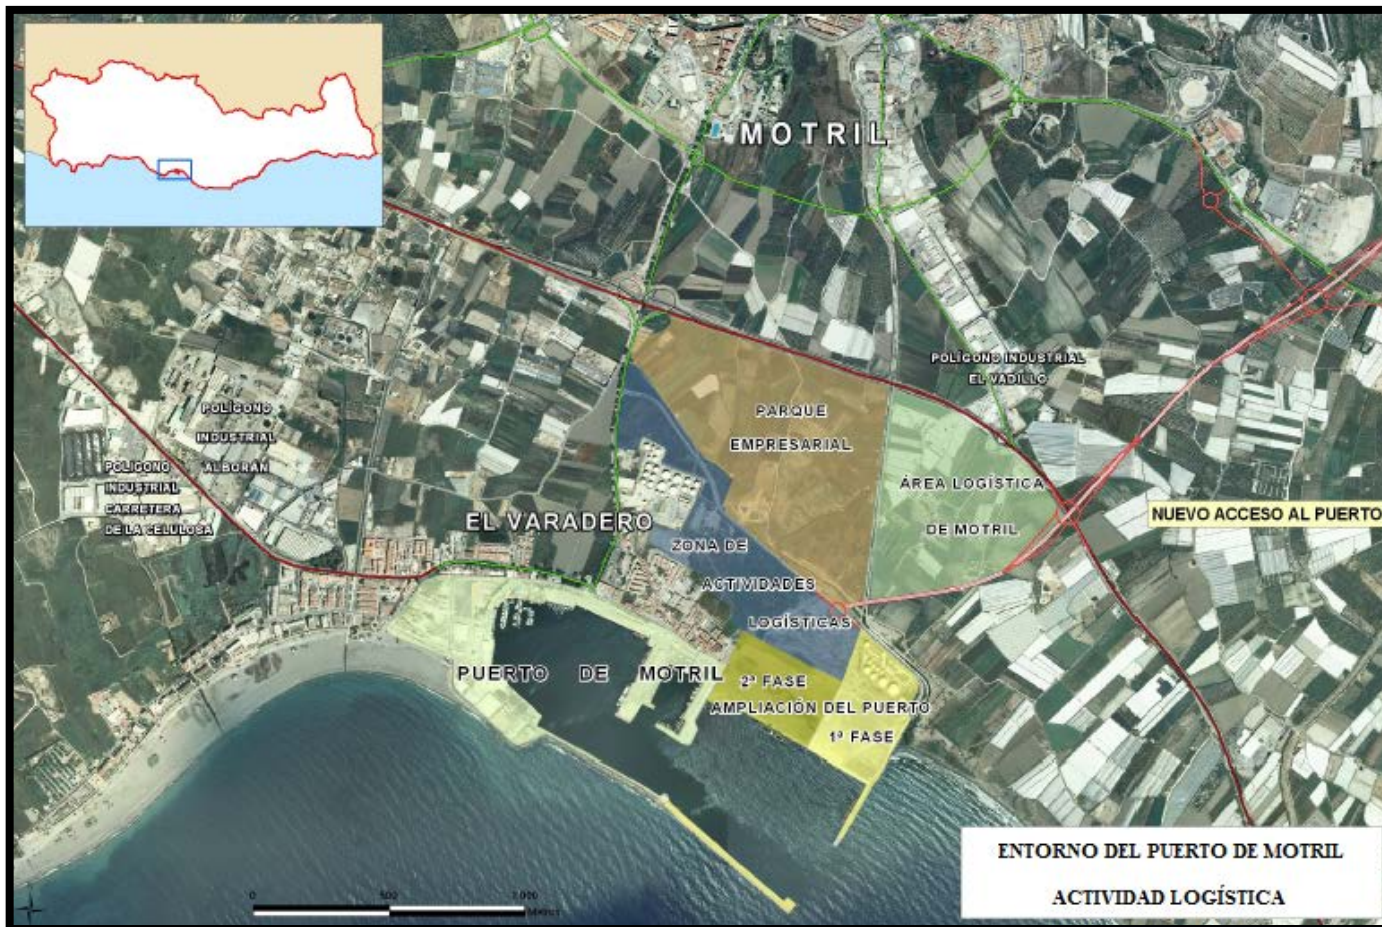 MOTRIL
POLÍGONO INDUSTRIAL
EL VADILLO
PARQUE
EMPRESARIAL
POLÍGONO
INDUSTRIAL
ALBORÁN
POLÍGONO
INDUSTRIAL
CARRETERA
DE LA CELULOSA
ÁREA LOGÍSTICA
DE MOTRIL
NUEVO ACCESO AL PUERTO
EL VARADERO
ZONA DE
ACTIVIDADES
LOGÍSTICAS
PUERTO DE MOTRIL
2ª FASE
AMPLIACIÓN DEL PUERTO
1ª FASE
ENTORNO DEL PUERTO DE MOTRIL
ACTIVIDAD LOGÍSTICA
0 500 1.000
Metros